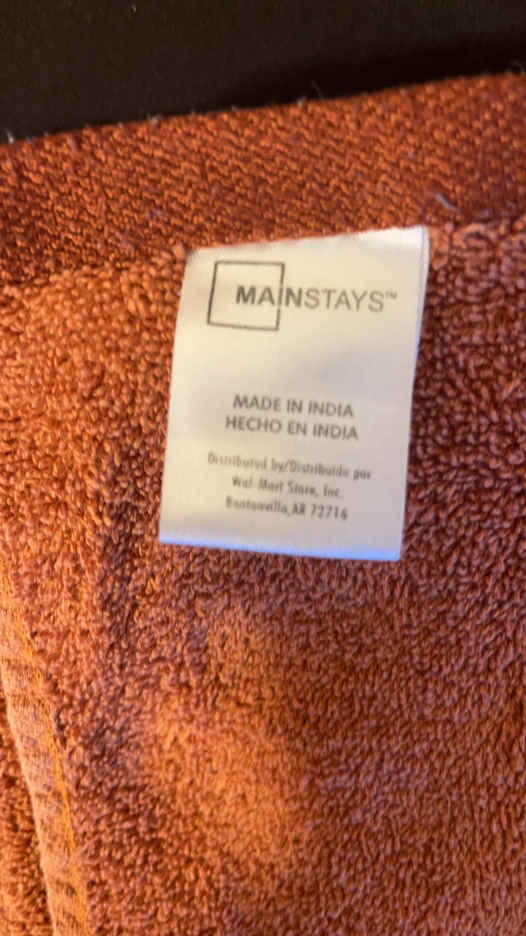 MAINSTAYS™
MADE IN INDIA
HECHO EN INDIA
Distributed by/Distribuido por
Wal-Mart Store, Inc.
Bentonville,AR 72716